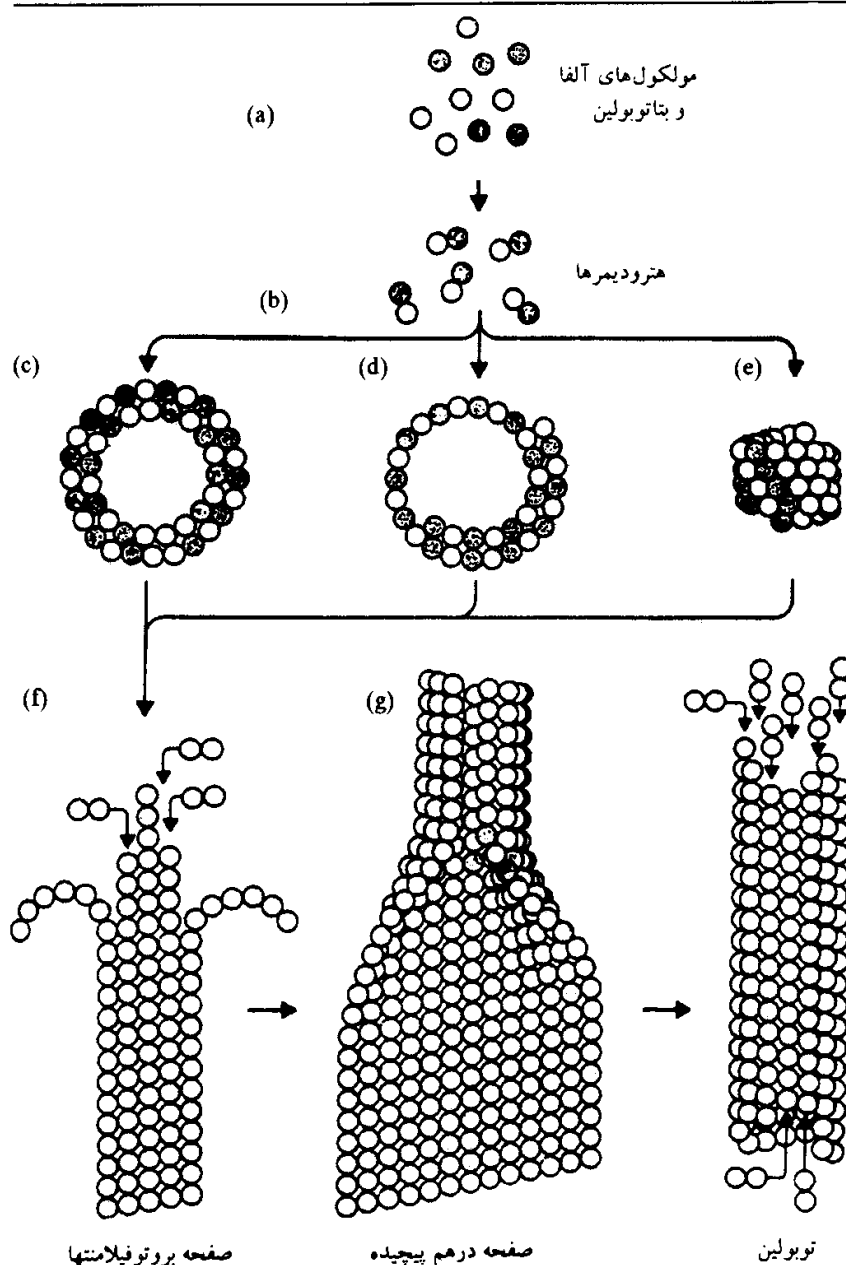 مولکول‌های آلفا
و بتاتوبولین
(a)
هترودیمرها
(b)
(c)
(d)
(e)
(f)
(g)
صفحه پروتوفیلامنتها
صفحه درهم پیچیده
توبولین